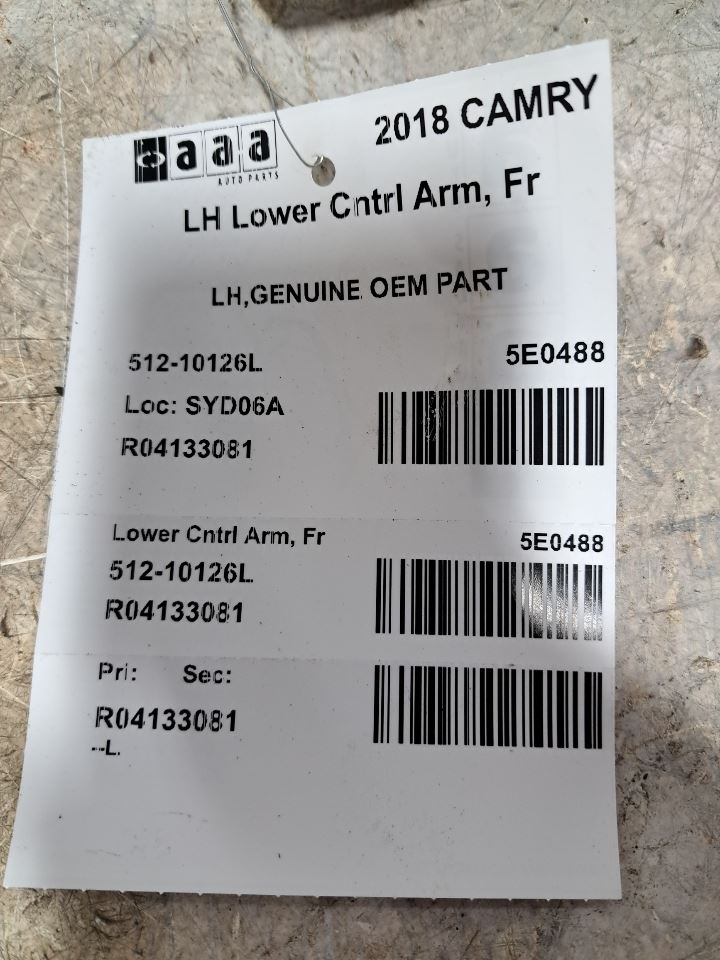 aaa
AUTO PARTS
2018 CAMRY
LH Lower Cntrl Arm, Fr
LH,GENUINE OEM PART
512-10126L
5E0488
Loc: SYD06A
R04133081
Lower Cntrl Arm, Fr
5E0488
512-10126L
R04133081
Pri: Sec:
R04133081
--L.